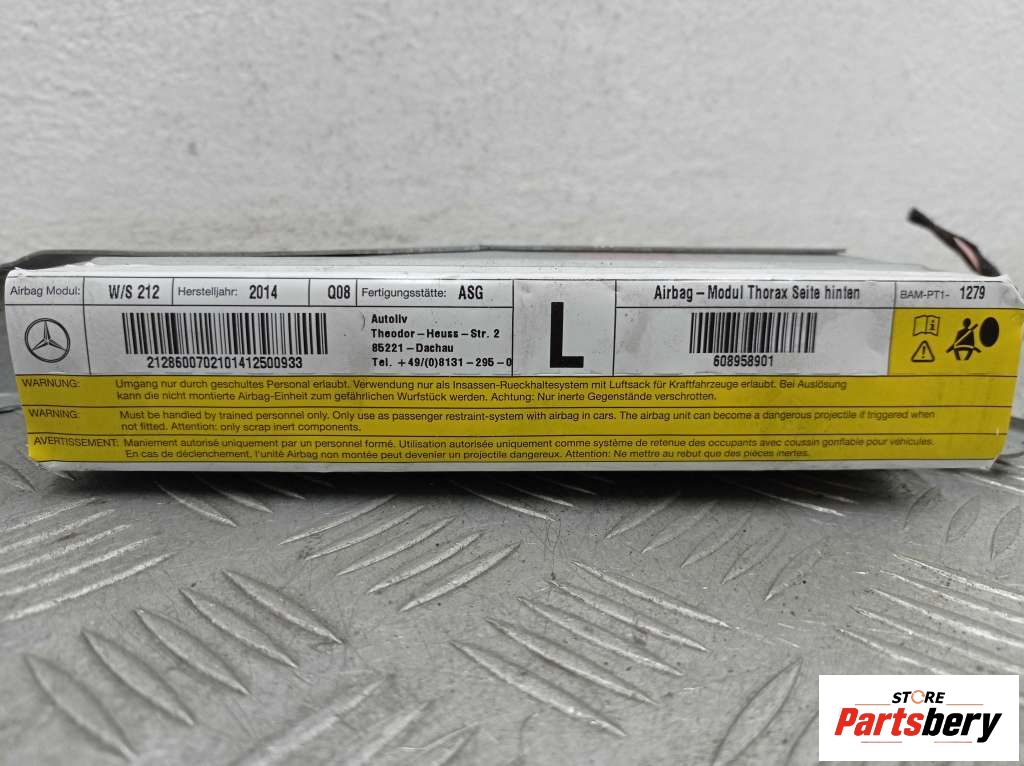 Airbag Modul: W/S 212 Herstelljahr: 2014 Q08 Fertigungsstätte: ASG
2128600702101412500933
Autoliv
Theodor-Heuss-Str. 2
85221-Dachau
Tel. +49/(0)8131-295-0
L
Airbag-Modul Thorax Seite hinten
608958901
BAM-PT1- 1279
WARNUNG: Umgang nur durch geschultes Personal erlaubt. Verwendung nur als Insassen-Rueckhaltesystem mit Luftsack für Kraftfahrzeuge erlaubt. Bei Auslösung
kann die nicht montierte Airbag-Einheit zum gefährlichen Wurfstück werden. Achtung: Nur inerte Gegenstände verschrotten.
WARNING: Must be handled by trained personnel only. Only use as passenger restraint-system with airbag in cars. The airbag unit can become a dangerous projectile if triggered when
not fitted. Attention: only scrap inert components.
AVERTISSEMENT: Maniement autorisé uniquement par un personnel formé. Utilisation autorisée uniquement comme système de retenue des occupants avec coussin gonflable pour véhicules.
En cas de déclenchement, l'unité Airbag non montée peut devenir un projectile dangereux. Attention: Ne mettre au rebut que des pièces inertes.
STORE
Partsbery